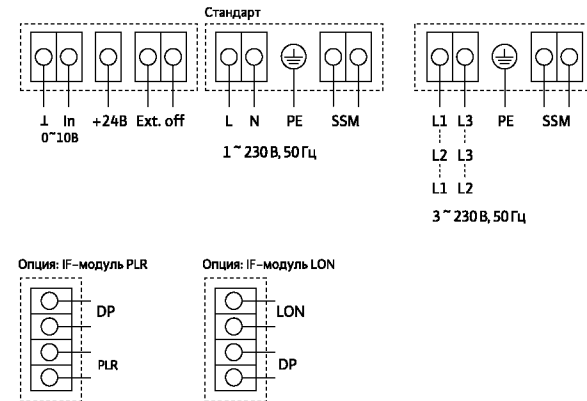 Стандарт
⊥ In +24В Ext. off L N PE SSM L1 L3 PE SSM
0~10В
1~230 В, 50 Гц
L2 L3
L1 L2
3~230 В, 50 Гц
Опция: IF-модуль PLR Опция: IF-модуль LON
DP LON
PLR DP